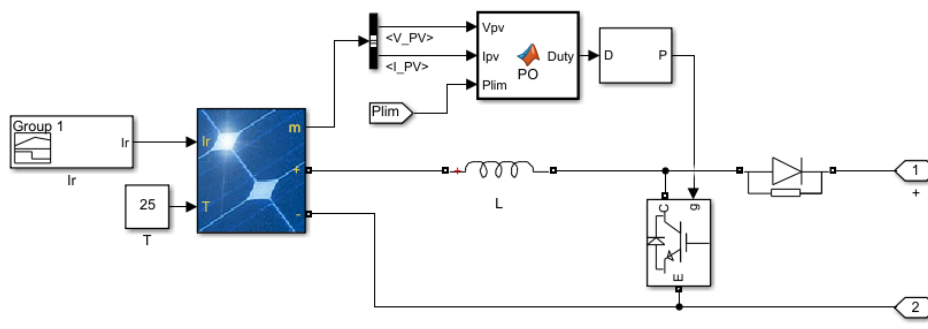 Vpv
<V_PV>
Ipv
Duty
D
P
<I_PV>
PO
Plim
Plim
Group 1
Ir
Ir
m
Ir
+
+
1
+
L
25
T
T
-
C
g
E
2